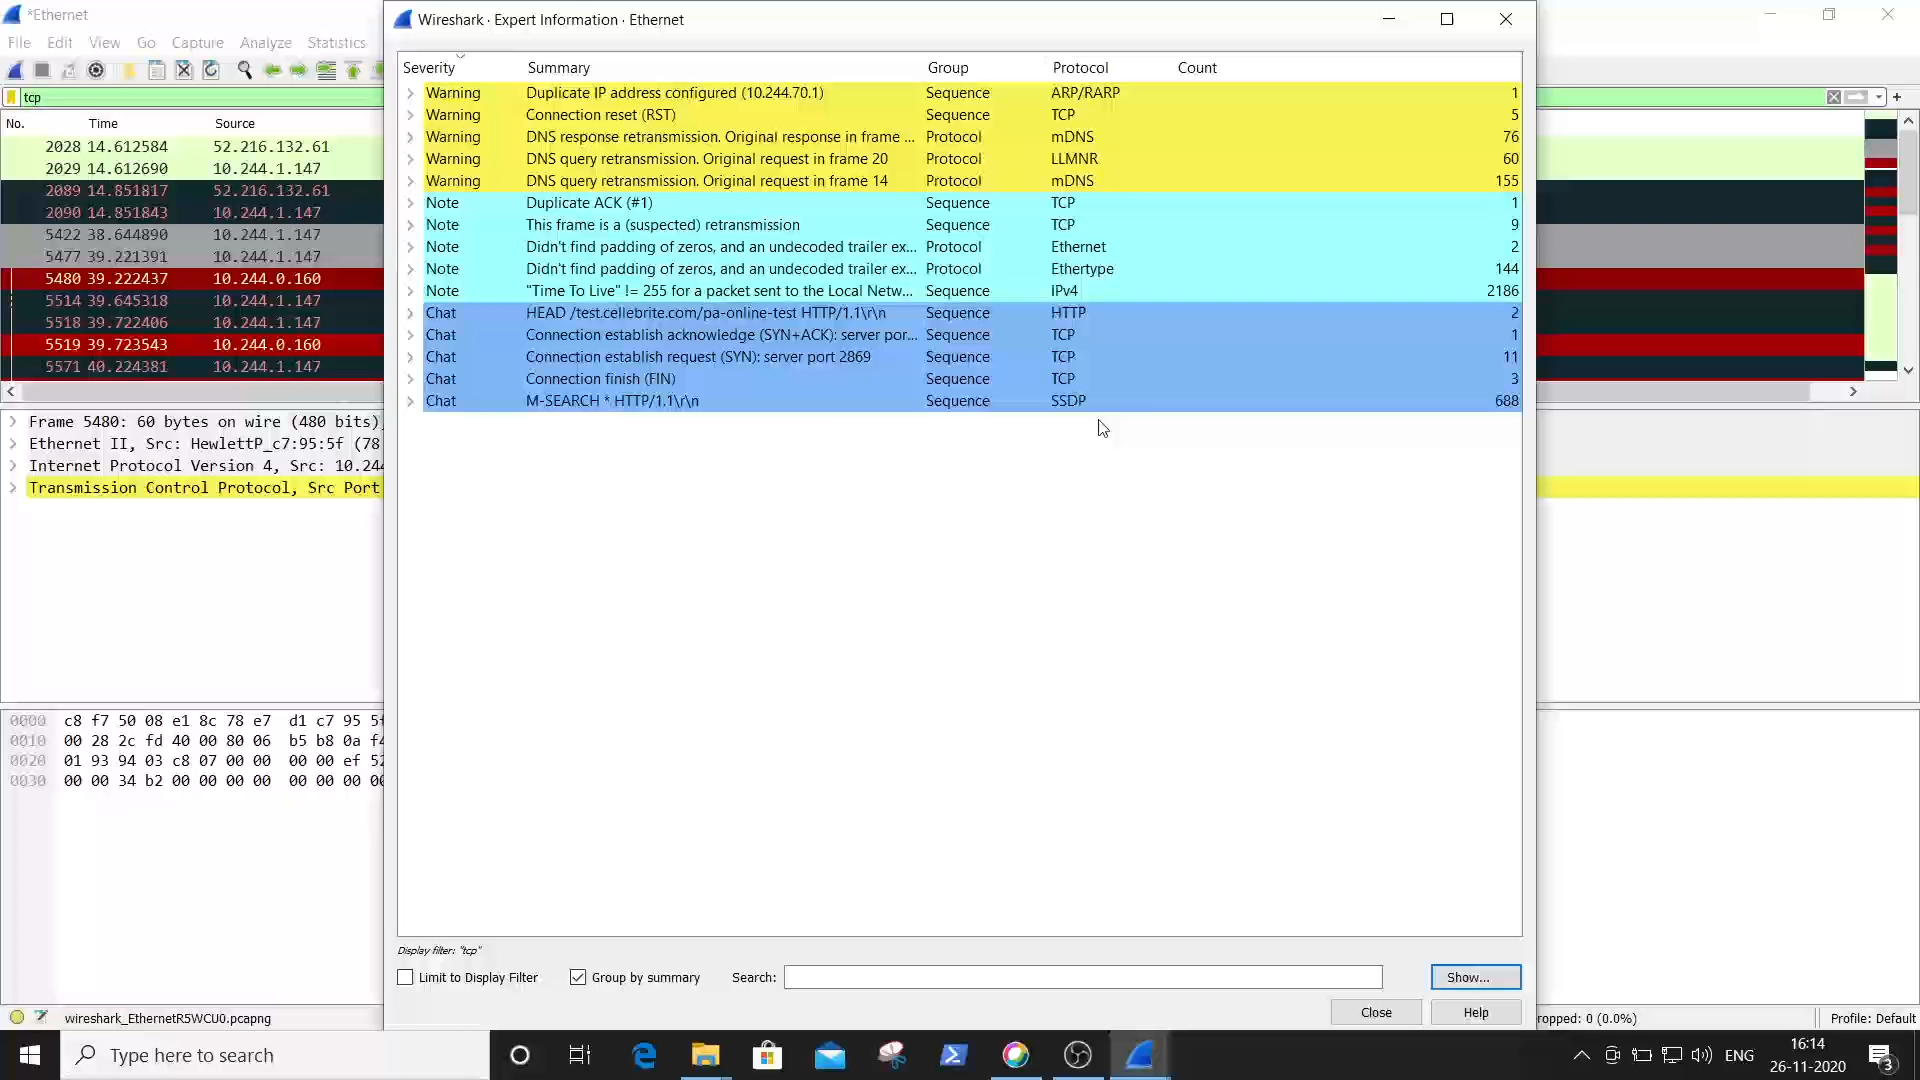 *Ethernet
File Edit View Go Capture Analyze Statistics
tcp
No. Time Source
2028 14.612584 52.216.132.61
2029 14.612690 10.244.1.147
2089 14.851817 52.216.132.61
2090 14.851843 10.244.1.147
5422 38.644890 10.244.1.147
5477 39.221391 10.244.1.147
5480 39.222437 10.244.0.160
5514 39.645318 10.244.1.147
5518 39.722406 10.244.1.147
5519 39.723543 10.244.0.160
5571 40.224381 10.244.1.147
Frame 5480: 60 bytes on wire (480 bits)
Ethernet II, Src: HewlettP_c7:95:5f (78
Internet Protocol Version 4, Src: 10.244
Transmission Control Protocol, Src Port
0000 c8 f7 50 08 e1 8c 78 e7 d1 c7 95 5f
0010 00 28 2c fd 40 00 80 06 b5 b8 0a f4
0020 01 93 94 03 c8 07 00 00 00 00 ef 52
0030 00 00 34 b2 00 00 00 00 00 00 00 00
wireshark_EthernetR5WCU0.pcapng
Wireshark · Expert Information · Ethernet
Severity Summary Group Protocol Count
Warning Duplicate IP address configured (10.244.70.1) Sequence ARP/RARP 1
Warning Connection reset (RST) Sequence TCP 5
Warning DNS response retransmission. Original response in frame ... Protocol mDNS 76
Warning DNS query retransmission. Original request in frame 20 Protocol LLMNR 60
Warning DNS query retransmission. Original request in frame 14 Protocol mDNS 155
Note Duplicate ACK (#1) Sequence TCP 1
Note This frame is a (suspected) retransmission Sequence TCP 9
Note Didn't find padding of zeros, and an undecoded trailer ex... Protocol Ethernet 2
Note Didn't find padding of zeros, and an undecoded trailer ex... Protocol Ethertype 144
Note "Time To Live" != 255 for a packet sent to the Local Netw... Sequence IPv4 2186
Chat HEAD /test.cellebrite.com/pa-online-test HTTP/1.1\r\n Sequence HTTP 2
Chat Connection establish acknowledge (SYN+ACK): server por... Sequence TCP 1
Chat Connection establish request (SYN): server port 2869 Sequence TCP 11
Chat Connection finish (FIN) Sequence TCP 3
Chat M-SEARCH * HTTP/1.1\r\n Sequence SSDP 688
Display filter: "tcp"
Limit to Display Filter Group by summary Search: Show...
Close Help
ropped: 0 (0.0%) Profile: Default
Type here to search
ENG
16:14
26-11-2020
3